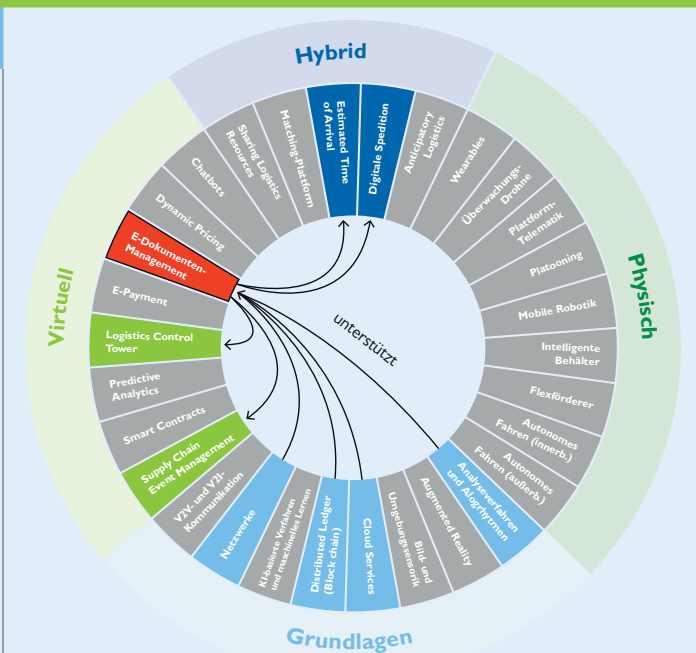 Hybrid
Estimated Time
of Arrival
Digitale Spedition
Anticipatory
Logistics
Wearables
Überwachungs-
Drohne
Plattform-
Telematik
Platooning
Mobile Robotik
Intelligente
Behälter
Flexförderer
Autonomes
Fahren (innerb.)
Autonomes
Fahren (außerb.)
Physisch
Analyseverfahren
und Alogrhytmen
Augmented Reality
Bild- und
Umgebungssensorik
Cloud Services
Distributed Ledger
(Block chain)
KI-basierte Verfahren
und maschinelles Lernen
Netzwerke
V2V- und V2I-
Kommunikation
Grundlagen
Supply Chain
Event Management
Smart Contracts
Predictive
Analytics
Logistics Control
Tower
E-Payment
E-Dokumenten-
Management
Dynamic Pricing
Chatbots
Virtuell
Sharing Logistics
Resources
Matching-Plattform
unterstützt